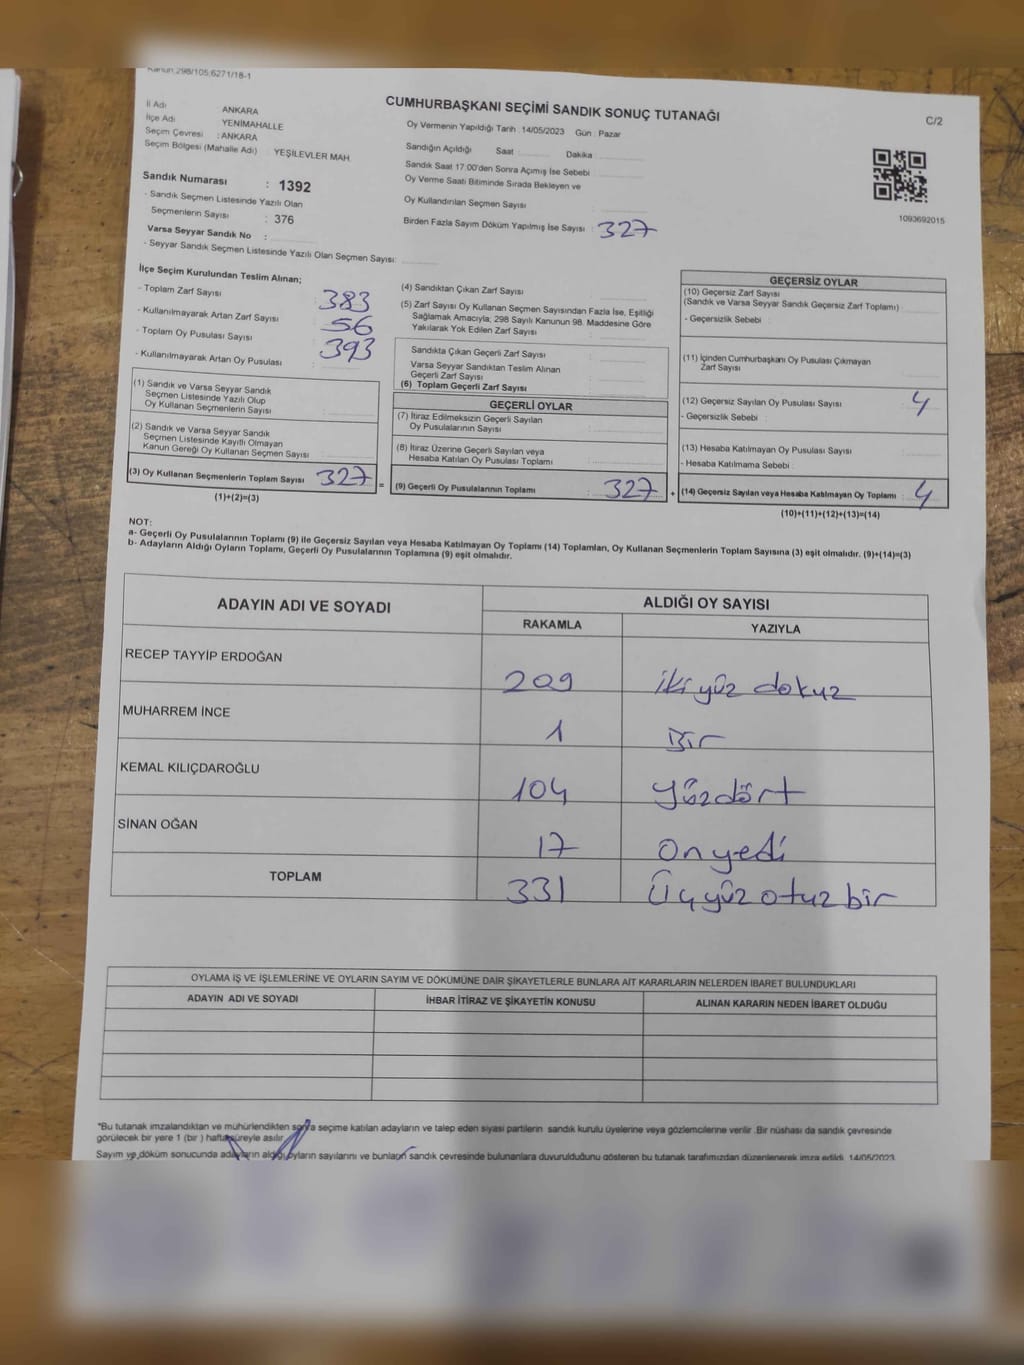 Kanun:298/105,6271/18-1
CUMHURBAŞKANI SEÇİMİ SANDIK SONUÇ TUTANAĞI
C/2
İl Adı ANKARA
İlçe Adı YENİMAHALLE
Seçim Çevresi : ANKARA
Seçim Bölgesi (Mahalle Adı) : YEŞİLEVLER MAH.
Sandık Numarası : 1392
- Sandık Seçmen Listesinde Yazılı Olan
Seçmenlerin Sayısı : 376
Varsa Seyyar Sandık No :
- Seyyar Sandık Seçmen Listesinde Yazılı Olan Seçmen Sayısı:
Oy Vermenin Yapıldığı Tarih : 14/05/2023 Gün : Pazar
Sandığın Açıldığı Saat Dakika
Sandık Saat 17:00'den Sonra Açımış İse Sebebi :
Oy Verme Saati Bitiminde Sırada Bekleyen ve
Oy Kullandırılan Seçmen Sayısı :
Birden Fazla Sayım Döküm Yapılmış İse Sayısı : 327
1093692015
İlçe Seçim Kurulundan Teslim Alınan;
- Toplam Zarf Sayısı : 383
- Kullanılmayarak Artan Zarf Sayısı : 56
- Toplam Oy Pusulası Sayısı : 393
- Kullanılmayarak Artan Oy Pusulası :
(1) Sandık ve Varsa Seyyar Sandık
Seçmen Listesinde Yazılı Olup
Oy Kullanan Seçmenlerin Sayısı :
(2) Sandık ve Varsa Seyyar Sandık
Seçmen Listesinde Kayıtlı Olmayan
Kanun Gereği Oy Kullanan Seçmen Sayısı :
(3) Oy Kullanan Seçmenlerin Toplam Sayısı : 327 =
(1)+(2)=(3)
(4) Sandıktan Çıkan Zarf Sayısı :
(5) Zarf Sayısı Oy Kullanan Seçmen Sayısından Fazla İse, Eşitliği
Sağlamak Amacıyla; 298 Sayılı Kanunun 98. Maddesine Göre
Yakılarak Yok Edilen Zarf Sayısı :
Sandıkta Çıkan Geçerli Zarf Sayısı :
Varsa Seyyar Sandıktan Teslim Alınan
Geçerli Zarf Sayısı :
(6) Toplam Geçerli Zarf Sayısı
GEÇERLİ OYLAR
(7) İtiraz Edilmeksizin Geçerli Sayılan
Oy Pusulalarının Sayısı :
(8) İtiraz Üzerine Geçerli Sayılan veya
Hesaba Katılan Oy Pusulası Toplamı :
(9) Geçerli Oy Pusulalarının Toplamı : 327 +
GEÇERSİZ OYLAR
(10) Geçersiz Zarf Sayısı
(Sandık ve Varsa Seyyar Sandık Geçersiz Zarf Toplamı) :
- Geçersizlik Sebebi :
(11) İçinden Cumhurbaşkanı Oy Pusulası Çıkmayan
Zarf Sayısı
(12) Geçersiz Sayılan Oy Pusulası Sayısı : 4
- Geçersizlik Sebebi :
(13) Hesaba Katılmayan Oy Pusulası Sayısı :
- Hesaba Katılmama Sebebi :
(14) Geçersiz Sayılan veya Hesaba Katılmayan Oy Toplamı : 4
(10)+(11)+(12)+(13)=(14)
NOT:
a- Geçerli Oy Pusulalarının Toplamı (9) ile Geçersiz Sayılan veya Hesaba Katılmayan Oy Toplamı (14) Toplamları, Oy Kullanan Seçmenlerin Toplam Sayısına (3) eşit olmalıdır. (9)+(14)=(3)
b- Adayların Aldığı Oyların Toplamı, Geçerli Oy Pusulalarının Toplamına (9) eşit olmalıdır.
ADAYIN ADI VE SOYADI ALDIĞI OY SAYISI
RAKAMLA YAZIYLA
RECEP TAYYİP ERDOĞAN 209 iki yüz dokuz
MUHARREM İNCE 1 Bir
KEMAL KILIÇDAROĞLU 104 yüzdört
SİNAN OĞAN 17 onyedi
TOPLAM 331 Üçyüz otuz bir
OYLAMA İŞ VE İŞLEMLERİNE VE OYLARIN SAYIM VE DÖKÜMÜNE DAİR ŞİKAYETLERLE BUNLARA AİT KARARLARIN NELERDEN İBARET BULUNDUKLARI
ADAYIN ADI VE SOYADI İHBAR İTİRAZ VE ŞİKAYETİN KONUSU ALINAN KARARIN NEDEN İBARET OLDUĞU
*Bu tutanak imzalandıktan ve mühürlendikten sonra seçime katılan adayların ve talep eden siyasi partilerin sandık kurulu üyelerine veya gözlemcilerine verilir .Bir nüshası da sandık çevresinde
görülecek bir yere 1 (bir ) hafta süreyle asılır.
Sayım ve döküm sonucunda adayların aldığı oyların sayılarını ve bunların sandık çevresinde bulunanlara duyurulduğunu gösteren bu tutanak tarafımızdan düzenlenerek imza edildi. 14/05/2023